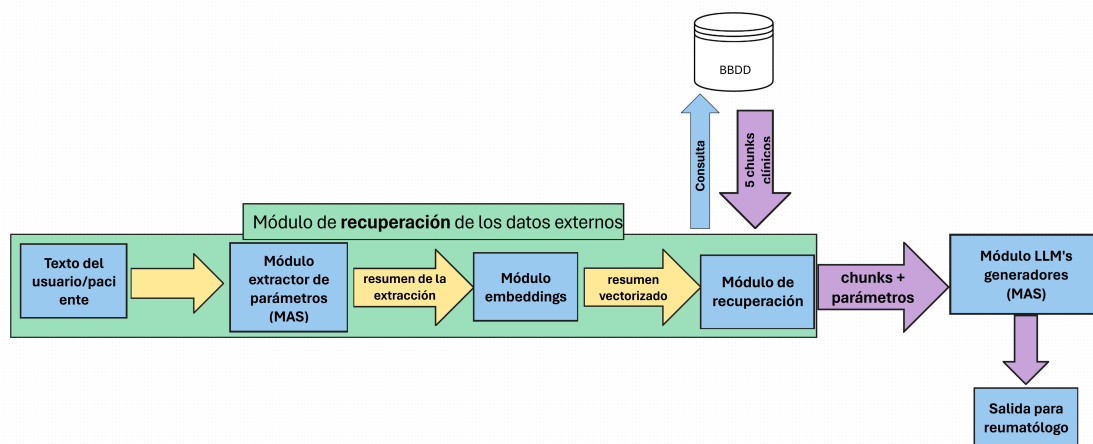 BBDD
Consulta
5 chunks
clínicos
Módulo de recuperación de los datos externos
Texto del
usuario/paci
ente
Módulo
extractor de
parámetros
(MAS)
resumen de la
extracción
Módulo
embeddings
resumen
vectorizado
Módulo de
recuperación
chunks +
parámetros
Módulo LLM's
generadores
(MAS)
Salida para
reumatólogo